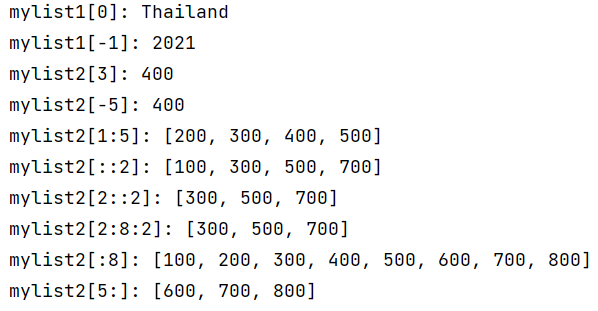 mylist1[0]: Thailand
mylist1[-1]: 2021
mylist2[3]: 400
mylist2[-5]: 400
mylist2[1:5]: [200, 300, 400, 500]
mylist2[::2]: [100, 300, 500, 700]
mylist2[2::2]: [300, 500, 700]
mylist2[2:8:2]: [300, 500, 700]
mylist2[:8]: [100, 200, 300, 400, 500, 600, 700, 800]
mylist2[5:]: [600, 700, 800]